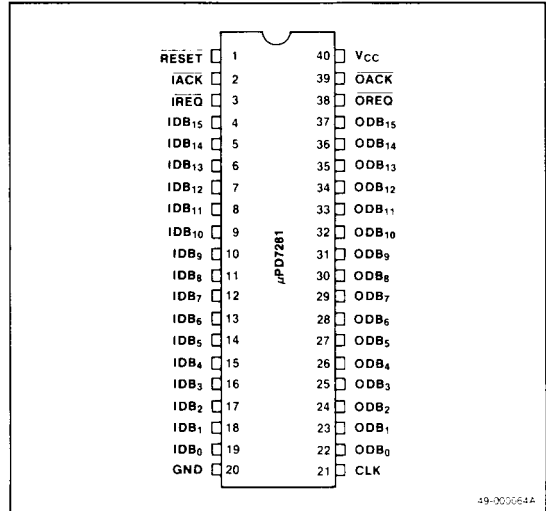 RESET 1 40 VCC
IACK 2 39 OACK
IREQ 3 38 OREQ
IDB15 4 37 ODB15
IDB14 5 36 ODB14
IDB13 6 35 ODB13
IDB12 7 34 ODB12
IDB11 8 33 ODB11
IDB10 9 32 ODB10
IDB9 10 31 ODB9
IDB8 11 30 ODB8
IDB7 12 29 ODB7
IDB6 13 28 ODB6
IDB5 14 27 ODB5
IDB4 15 26 ODB4
IDB3 16 25 ODB3
IDB2 17 24 ODB2
IDB1 18 23 ODB1
IDB0 19 22 ODB0
GND 20 21 CLK
μPD7281